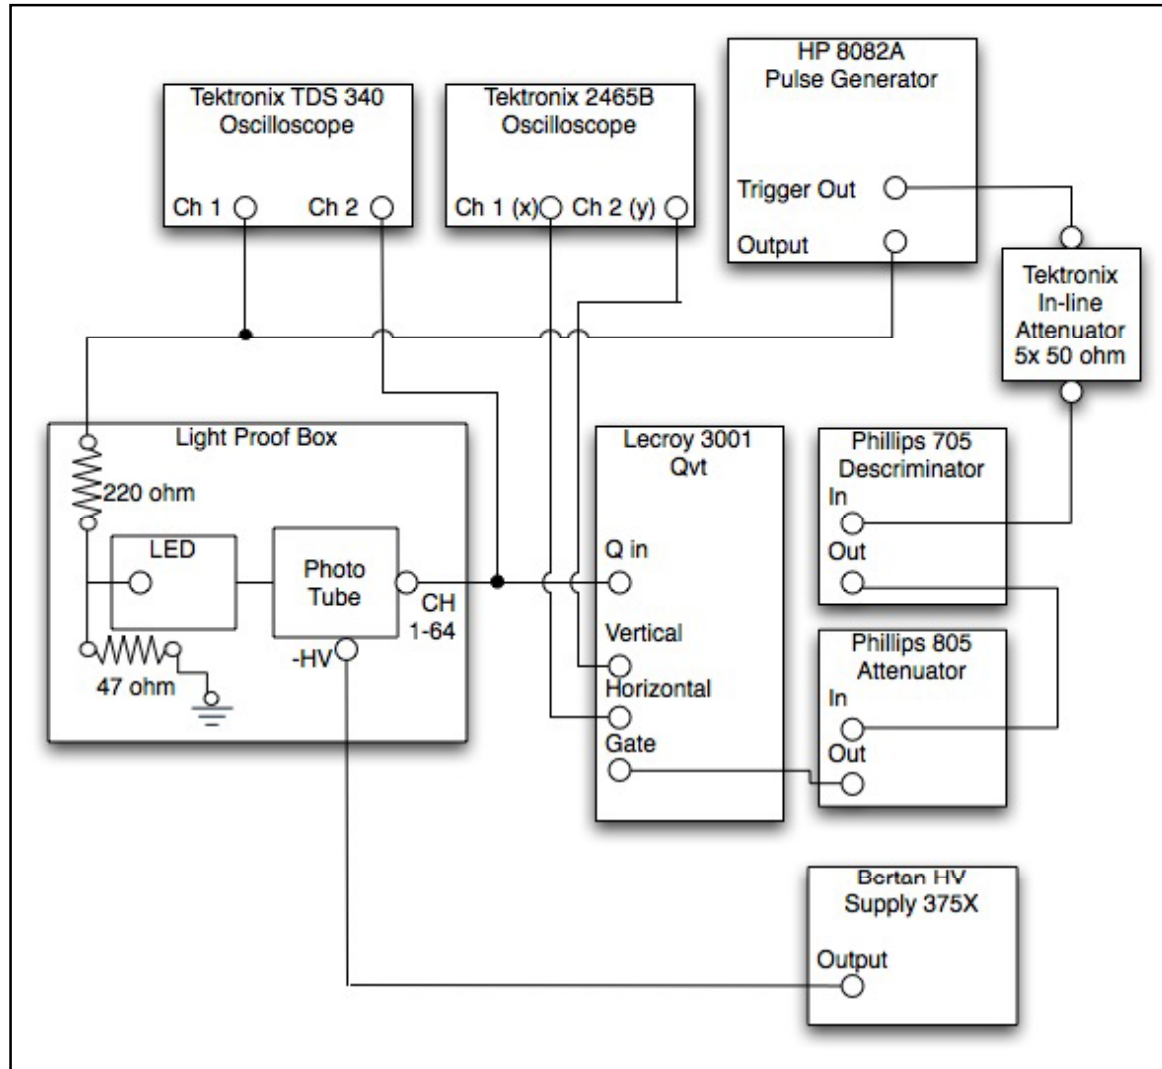 Tektronix TDS 340
Oscilloscope
Ch 1
Ch 2
Tektronix 2465B
Oscilloscope
Ch 1 (x)
Ch 2 (y)
HP 8082A
Pulse Generator
Trigger Out
Output
Tektronix
In-line
Attenuator
5x 50 ohm
Light Proof Box
220 ohm
LED
Photo
Tube
CH
1-64
-HV
47 ohm
Lecroy 3001
Qvt
Q in
Vertical
Horizontal
Gate
Phillips 705
Descriminator
In
Out
Phillips 805
Attenuator
In
Out
Bertan HV
Supply 375X
Output